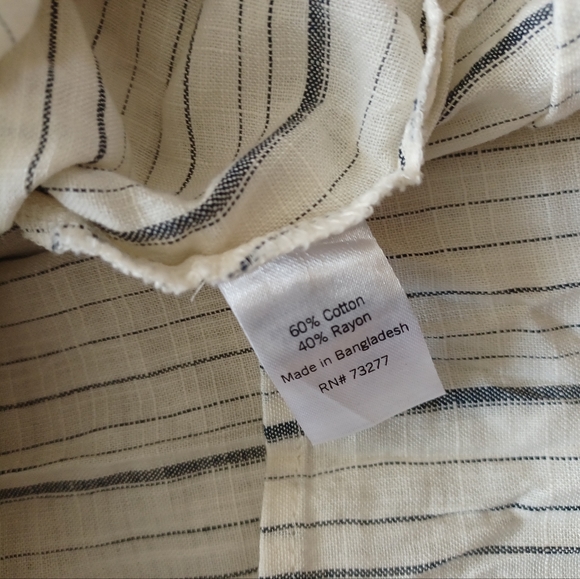 60% Cotton
40% Rayon
Made in Bangladesh
RN# 73277